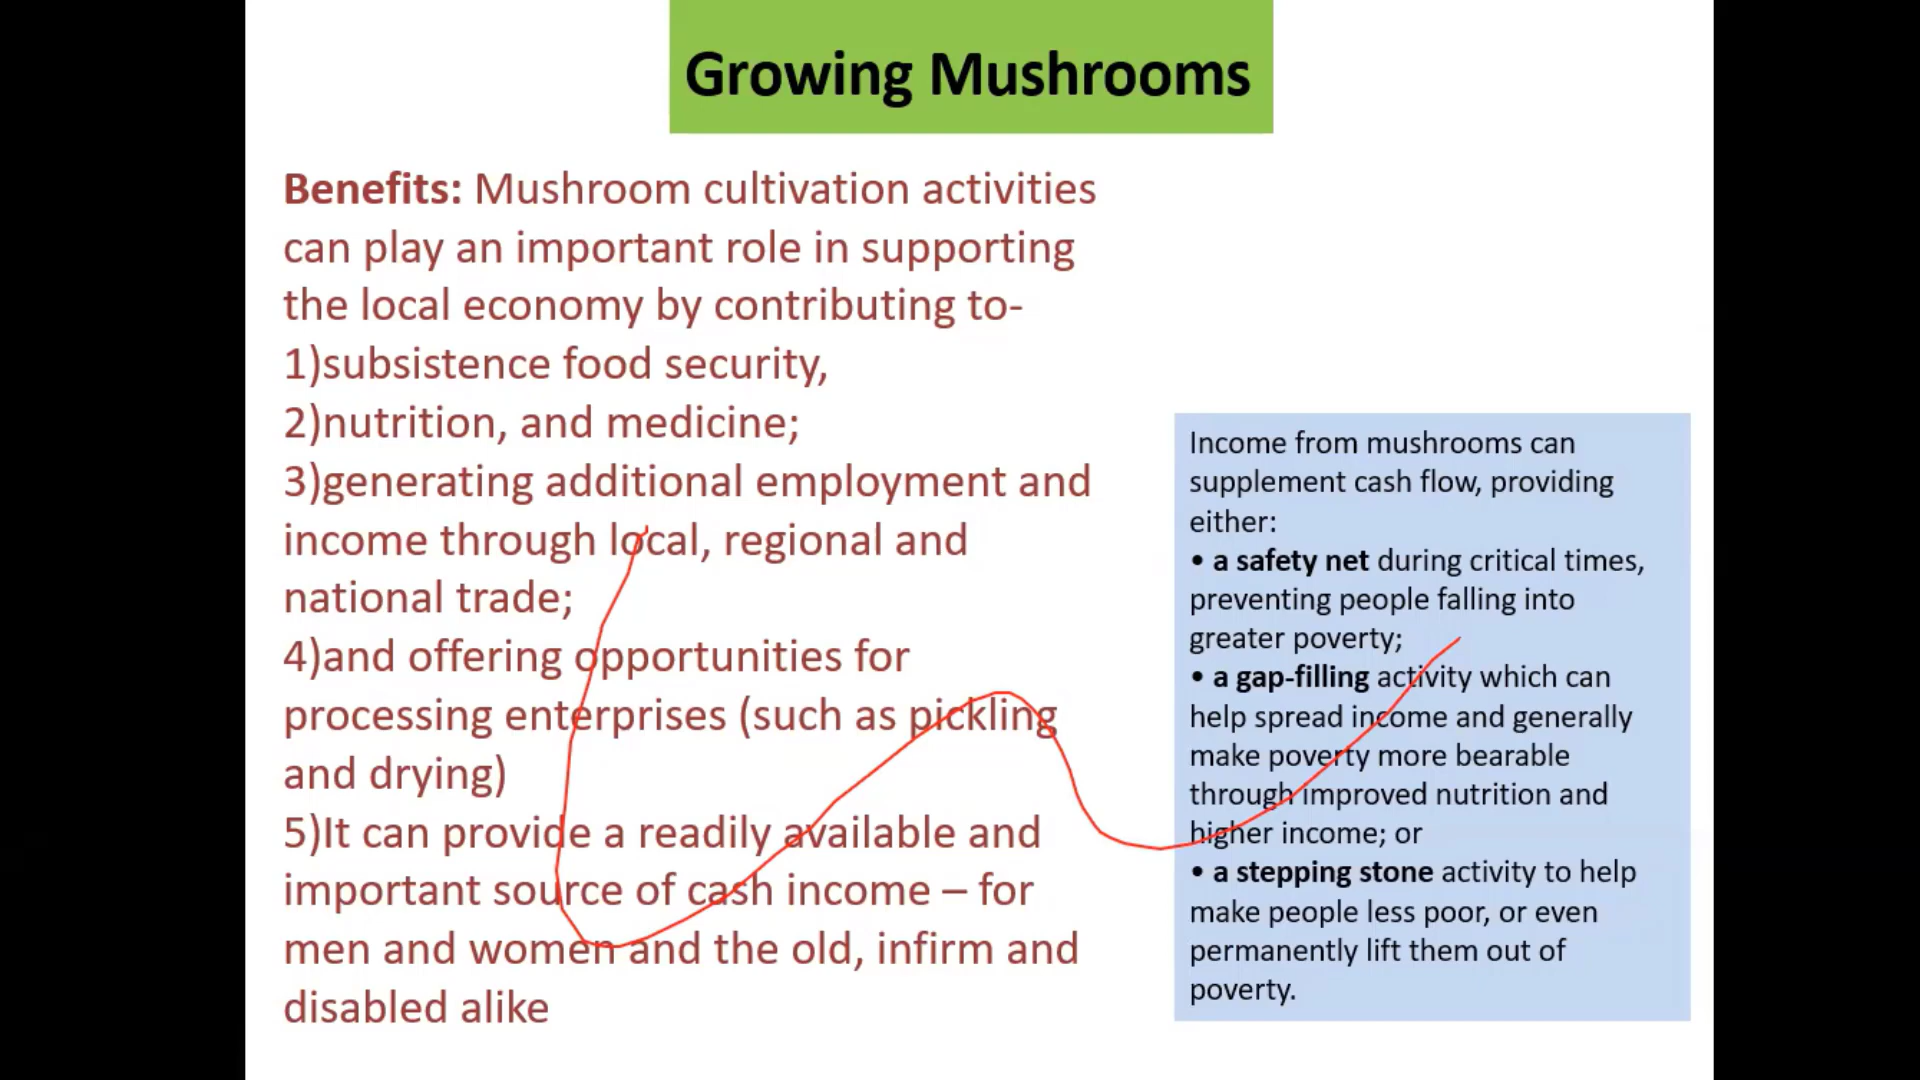 Growing Mushrooms
Benefits: Mushroom cultivation activities
can play an important role in supporting
the local economy by contributing to-
1)subsistence food security,
2)nutrition, and medicine;
3)generating additional employment and
income through local, regional and
national trade;
4)and offering opportunities for
processing enterprises (such as pickling
and drying)
5)It can provide a readily available and
important source of cash income – for
men and women and the old, infirm and
disabled alike
Income from mushrooms can
supplement cash flow, providing
either:
• a safety net during critical times,
preventing people falling into
greater poverty;
• a gap-filling activity which can
help spread income and generally
make poverty more bearable
through improved nutrition and
higher income; or
• a stepping stone activity to help
make people less poor, or even
permanently lift them out of
poverty.